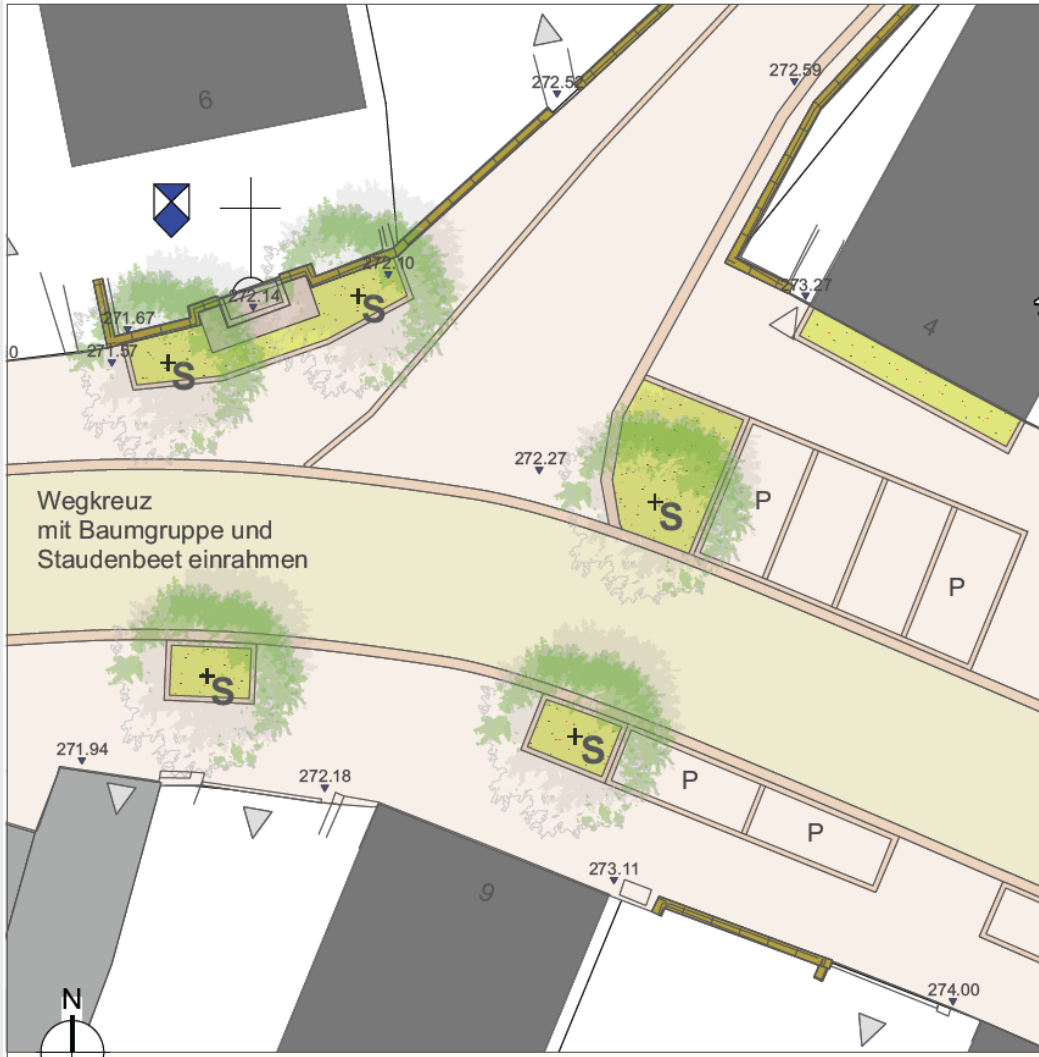 6
272.52
272.59
272.10
273.27
272.14
S
271.67
4
271.57
0
S
272.27
P
S
Wegkreuz
mit Baumgruppe und
Staudenbeet einrahmen
P
S
S
271.94
272.18
P
P
273.11
9
274.00
N